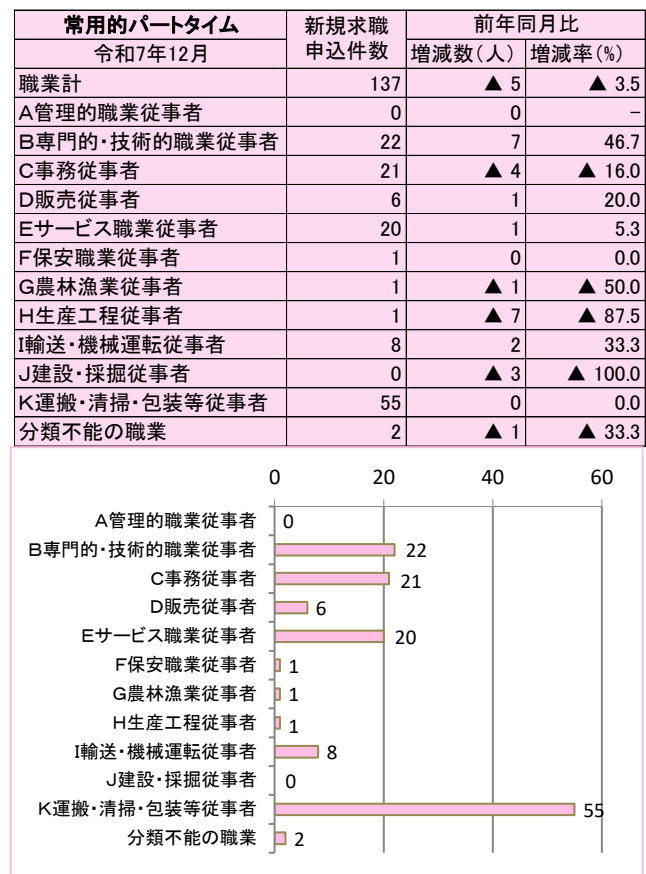 常用的パートタイム 新規求職申込件数 前年同月比
令和7年12月 増減数(人) 増減率(%)
職業計 137 ▲ 5 ▲ 3.5
A管理的職業従事者 0 0 −
B専門的・技術的職業従事者 22 7 46.7
C事務従事者 21 ▲ 4 ▲ 16.0
D販売従事者 6 1 20.0
Eサービス職業従事者 20 1 5.3
F保安職業従事者 1 0 0.0
G農林漁業従事者 1 ▲ 1 ▲ 50.0
H生産工程従事者 1 ▲ 7 ▲ 87.5
I輸送・機械運転従事者 8 2 33.3
J建設・採掘従事者 0 ▲ 3 ▲ 100.0
K運搬・清掃・包装等従事者 55 0 0.0
分類不能の職業 2 ▲ 1 ▲ 33.3
0 20 40 60
A管理的職業従事者 0
B専門的・技術的職業従事者 22
C事務従事者 21
D販売従事者 6
Eサービス職業従事者 20
F保安職業従事者 1
G農林漁業従事者 1
H生産工程従事者 1
I輸送・機械運転従事者 8
J建設・採掘従事者 0
K運搬・清掃・包装等従事者 55
分類不能の職業 2